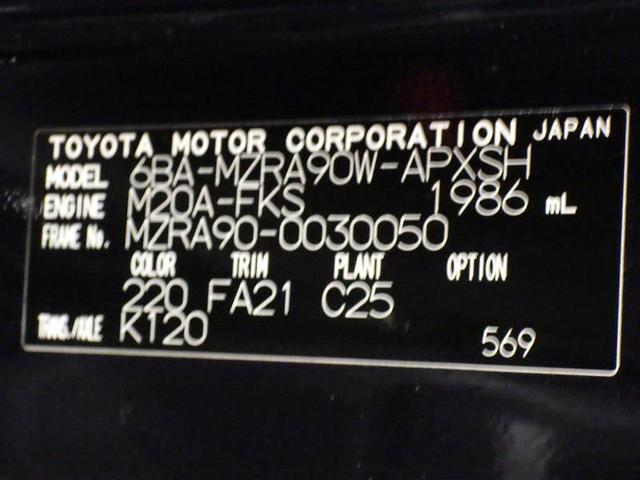 TOYOTA MOTOR CORPORATION JAPAN
MODEL 6BA-MZRA90W-APXSH
ENGINE M20A-FKS 1986 mL
FRAME No. MZRA90-0030050
COLOR TRIM PLANT OPTION
220 FA21 C25
TRANS./AXLE K120
569